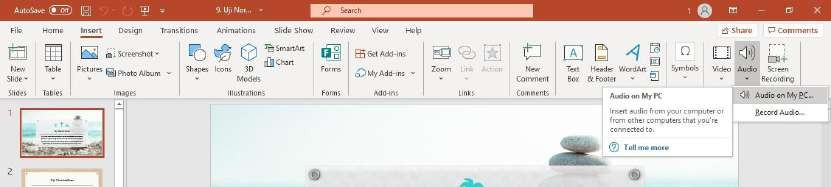 AutoSave Off 9. Uji Nor... Search 1
File Home Insert Design Transitions Animations Slide Show Review View Help Share Comments
New Slide
Table
Pictures
Screenshot
Photo Album
Shapes
Icons
3D Models
SmartArt
Chart
Forms
Get Add-ins
My Add-ins
Zoom
Link
Action
New Comment
Text Box
Header & Footer
WordArt
Symbols
Video
Audio
Screen Recording
Slides Tables Images Illustrations Forms Add-ins Links Comments
Audio on My PC...
Record Audio...
Audio on My PC
Insert audio from your computer or
from other computers that you're
connected to.
Tell me more
1
2